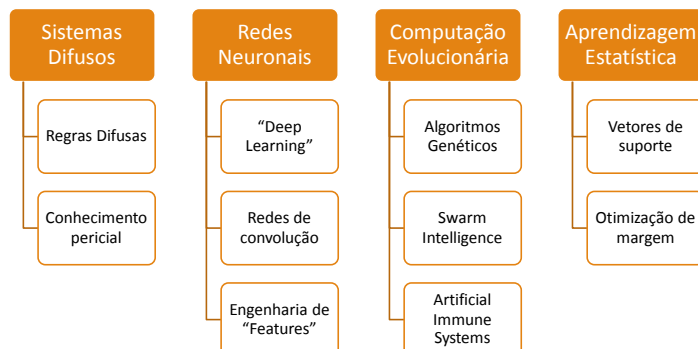 Sistemas
Difusos
Regras Difusas
Conhecimento
pericial
Redes
Neuronais
“Deep
Learning”
Redes de
convolução
Engenharia de
“Features”
Computação
Evolucionária
Algoritmos
Genéticos
Swarm
Intelligence
Artificial
Immune
Systems
Aprendizagem
Estatística
Vetores de
suporte
Otimização de
margem